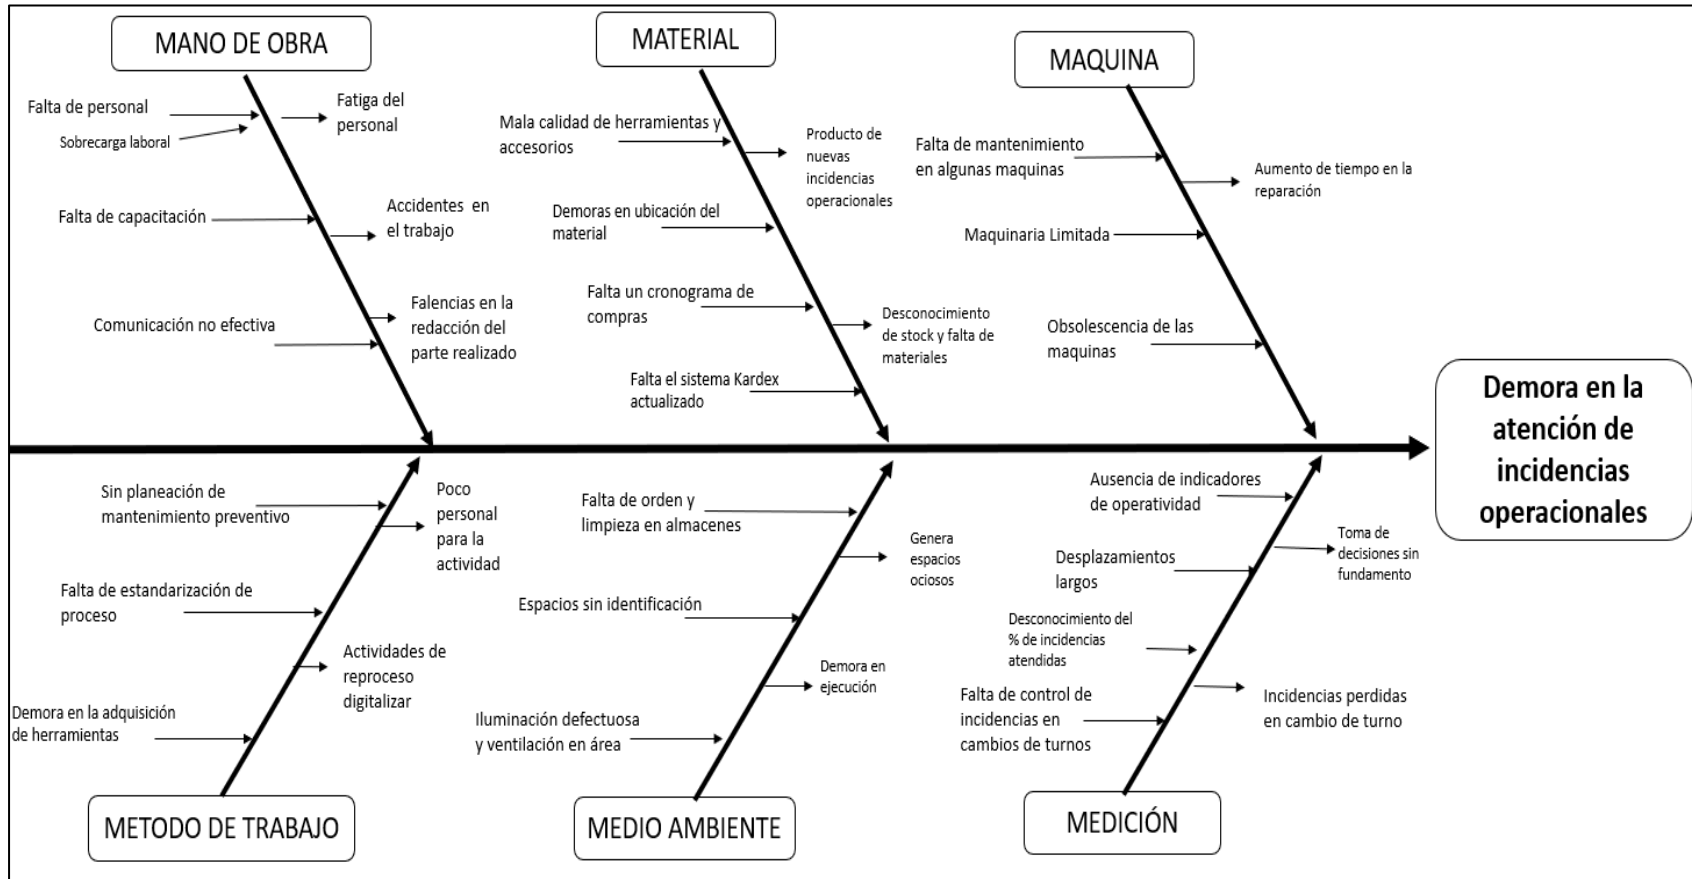 MANO DE OBRA
MATERIAL
MAQUINA
Falta de personal
Sobrecarga laboral
Fatiga del
personal
Falta de capacitación
Accidentes en
el trabajo
Comunicación no efectiva
Falencias en la
redacción del
parte realizado
Mala calidad de herramientas y
accesorios
Producto de
nuevas
incidencias
operacionales
Demoras en ubicación del
material
Falta un cronograma de
compras
Desconocimiento
de stock y falta de
materiales
Falta el sistema Kardex
actualizado
Falta de mantenimiento
en algunas maquinas
Aumento de tiempo en la
reparación
Maquinaria Limitada
Obsolescencia de las
maquinas
Demora en la
atención de
incidencias
operacionales
Sin planeación de
mantenimiento preventivo
Poco
personal
para la
actividad
Falta de estandarización de
proceso
Actividades de
reproceso
digitalizar
Demora en la adquisición
de herramientas
Falta de orden y
limpieza en almacenes
Genera
espacios
ociosos
Espacios sin identificación
Demora en
ejecución
Iluminación defectuosa
y ventilación en área
Ausencia de indicadores
de operatividad
Toma de
decisiones sin
fundamento
Desplazamientos
largos
Desconocimiento del
% de incidencias
atendidas
Falta de control de
incidencias en
cambios de turnos
Incidencias perdidas
en cambio de turno
METODO DE TRABAJO
MEDIO AMBIENTE
MEDICIÓN